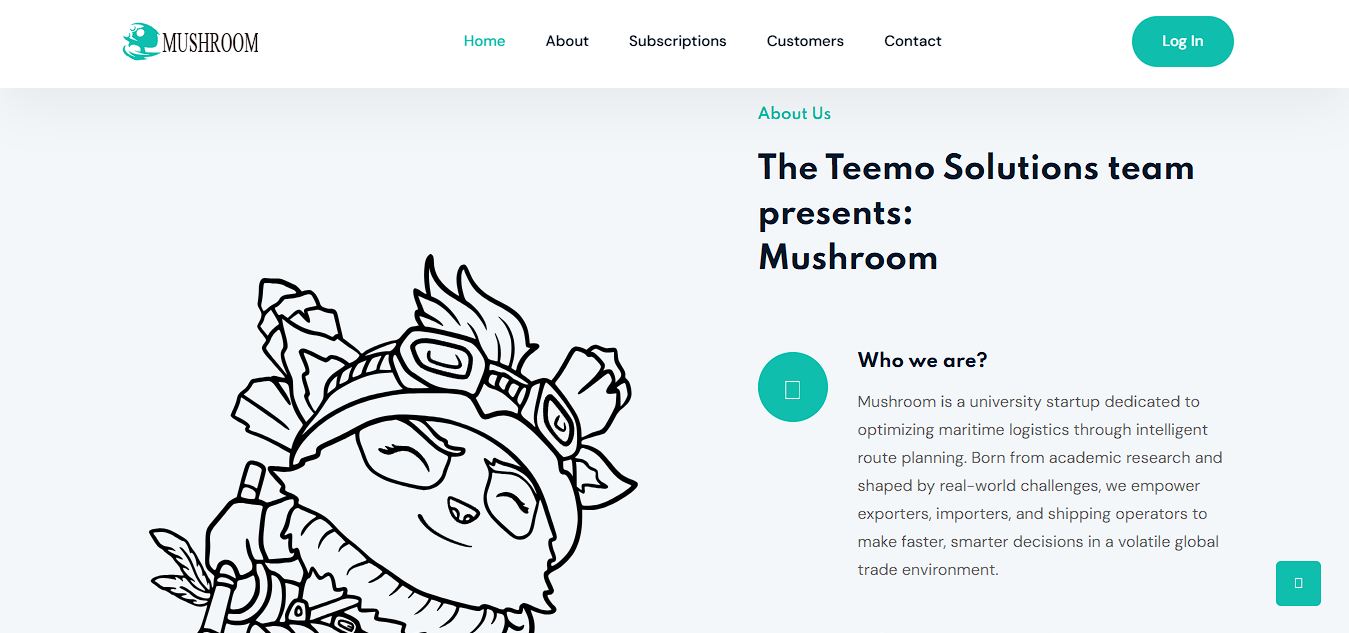 MUSHROOM
Home About Subscriptions Customers Contact
Log In
About Us
The Teemo Solutions team
presents:
Mushroom
Who we are?
Mushroom is a university startup dedicated to
optimizing maritime logistics through intelligent
route planning. Born from academic research and
shaped by real-world challenges, we empower
exporters, importers, and shipping operators to
make faster, smarter decisions in a volatile global
trade environment.